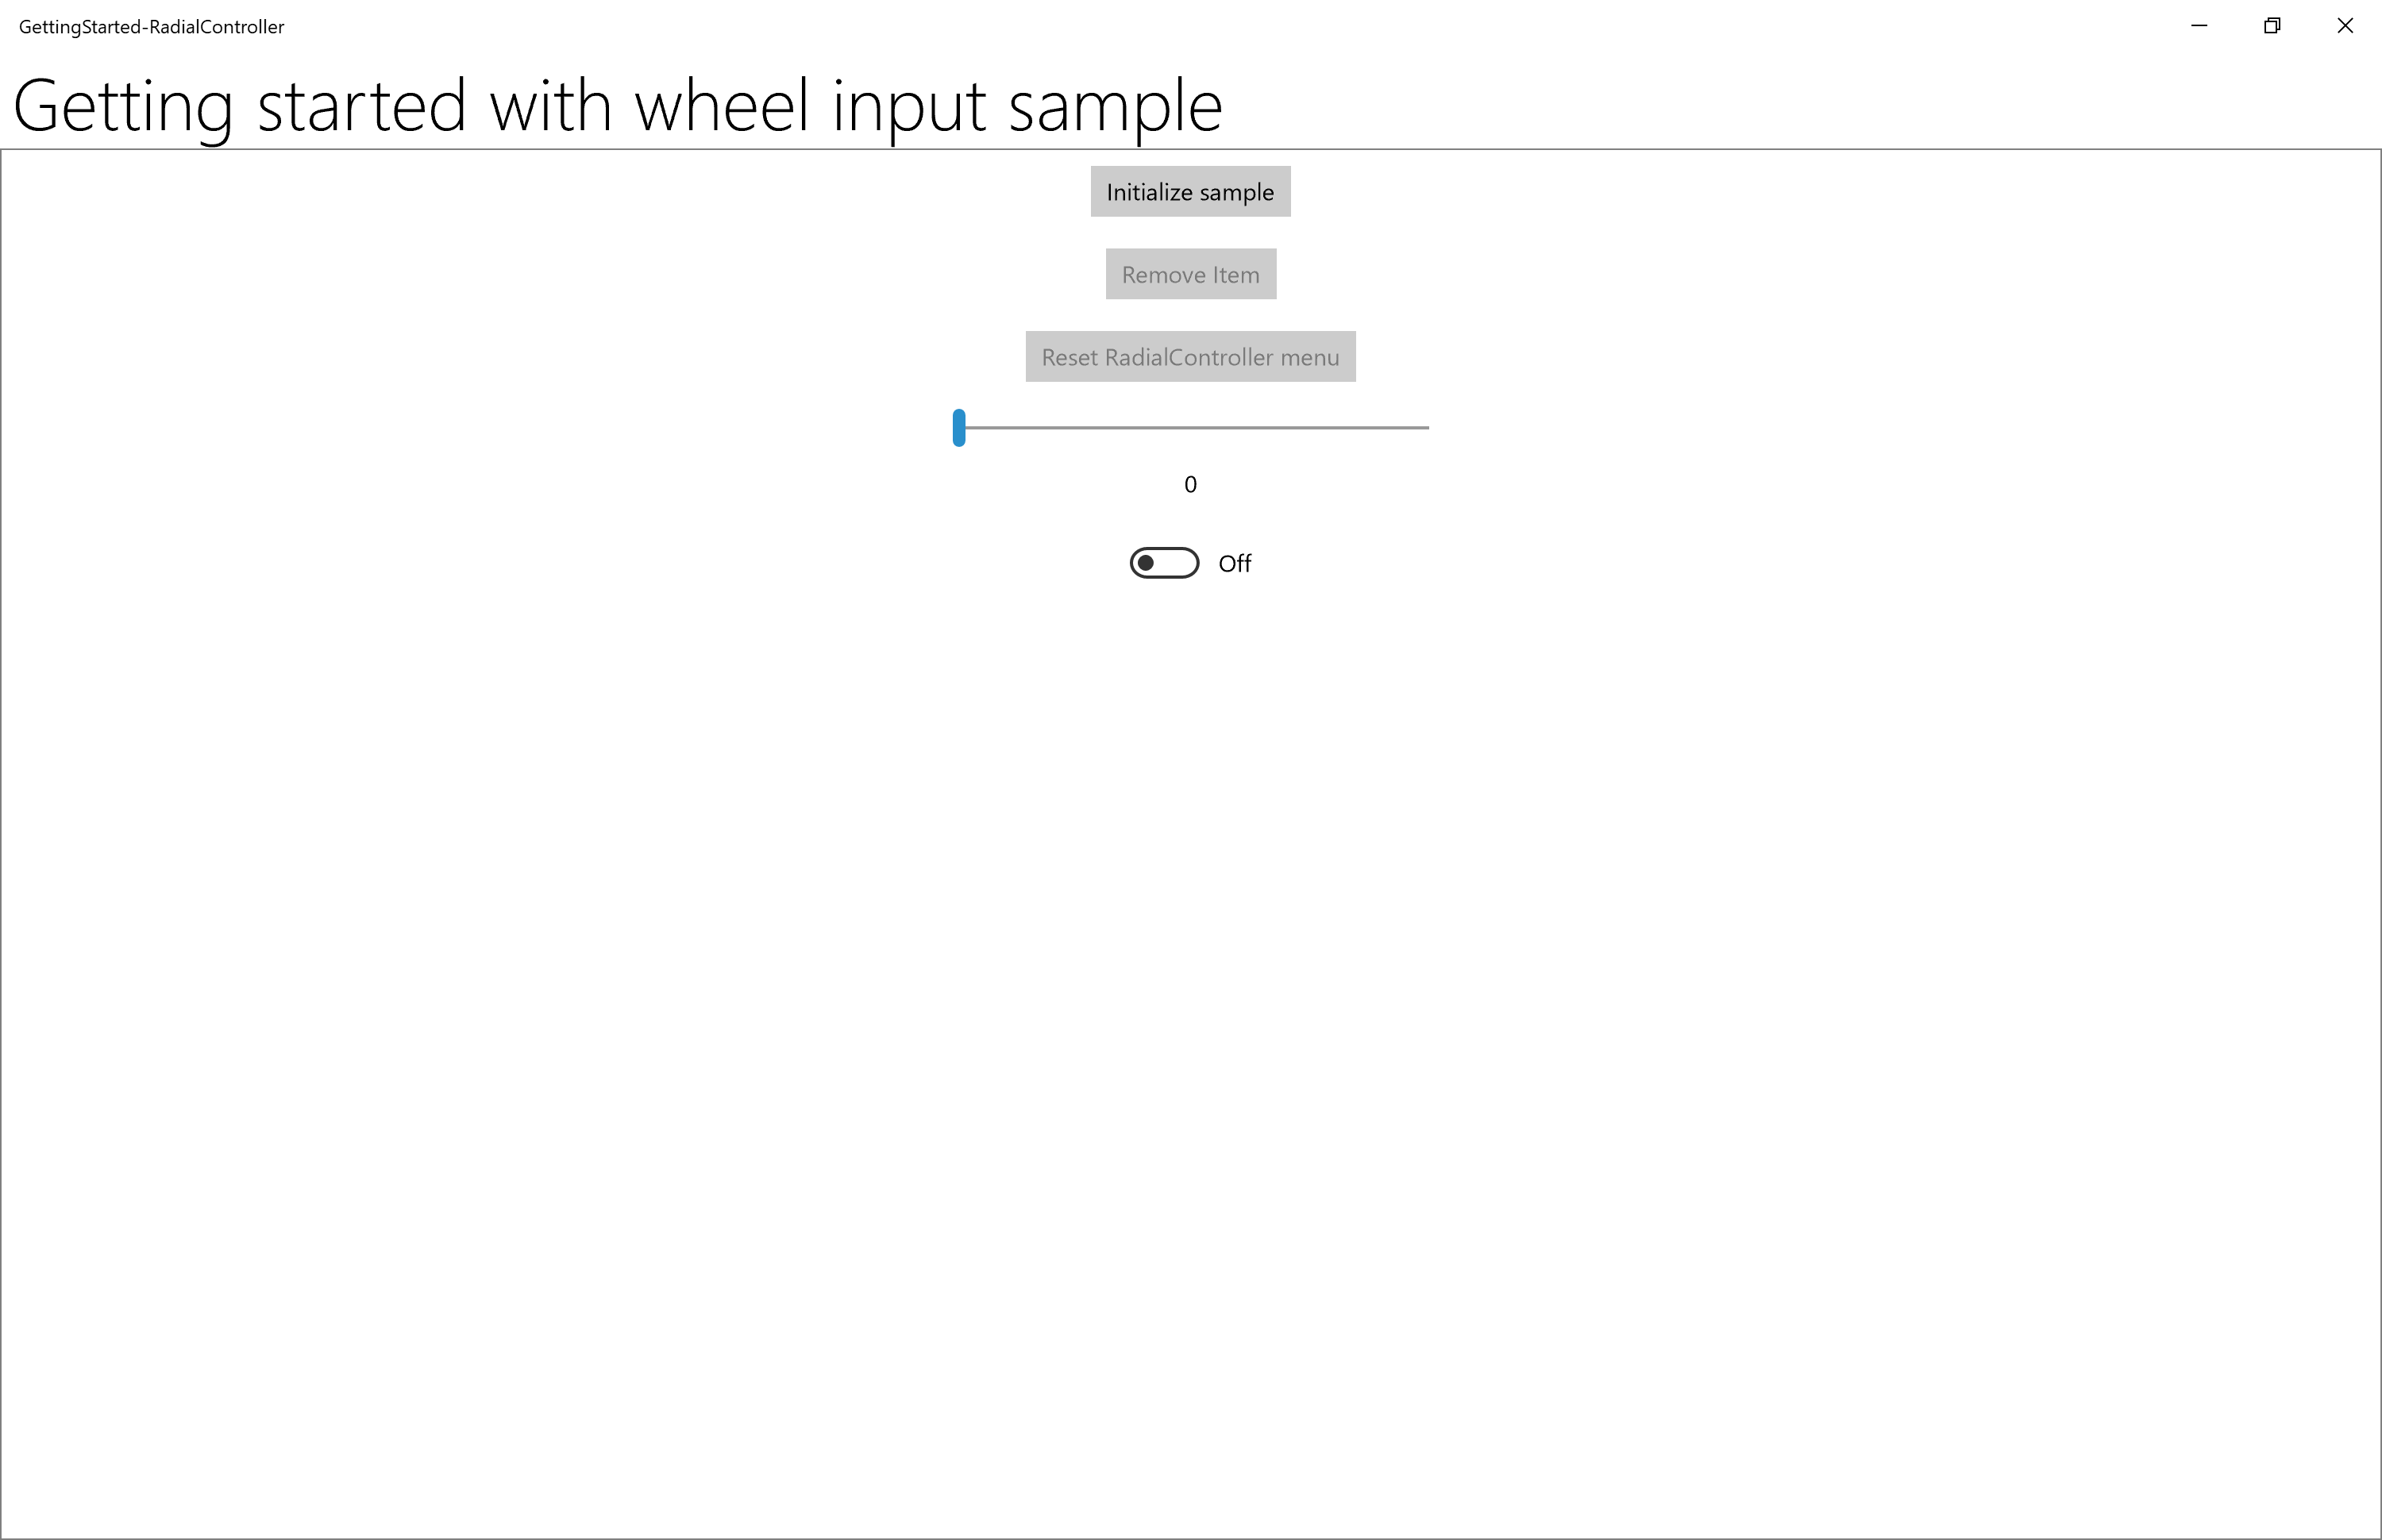 GettingStarted-RadialController
Getting started with wheel input sample
Initialize sample
Remove Item
Reset RadialController menu
0
Off